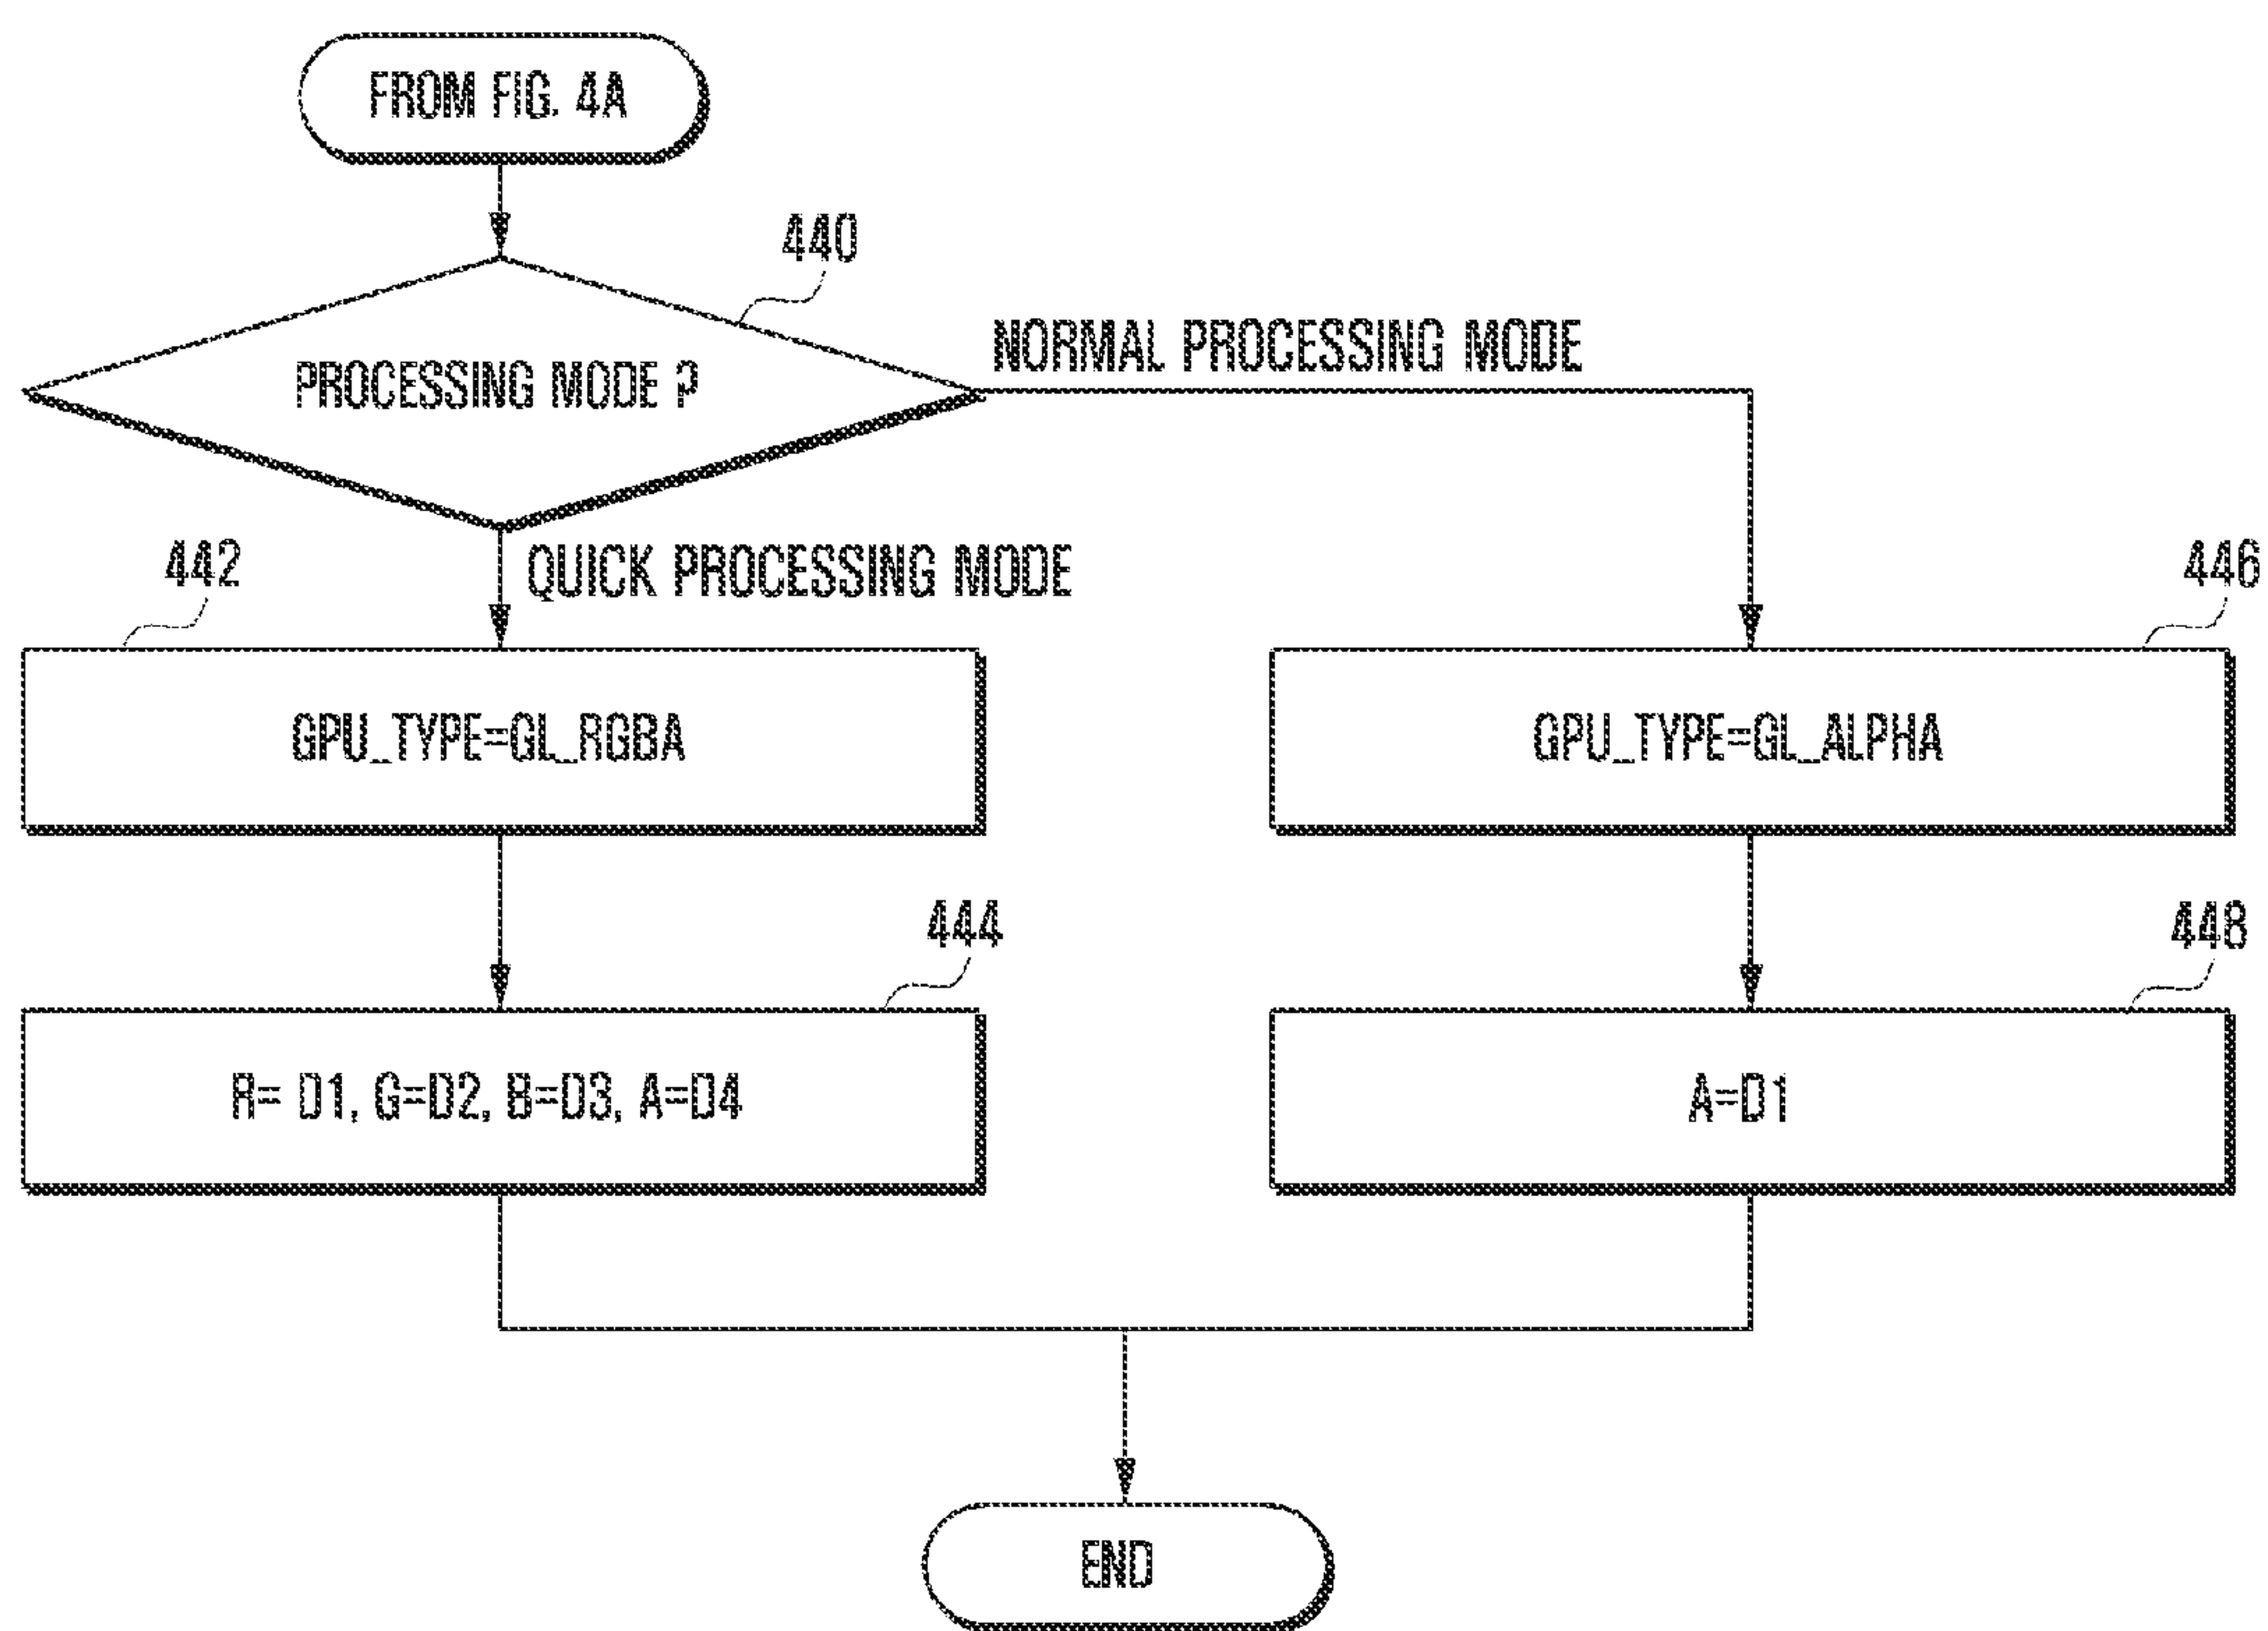 FROM FIG. 4A
440
PROCESSING MODE ?
NORMAL PROCESSING MODE
QUICK PROCESSING MODE
442
446
GPU_TYPE=GL_RGBA
GPU_TYPE=GL_ALPHA
444
448
R= D1, G=D2, B=D3, A=D4
A=D1
END